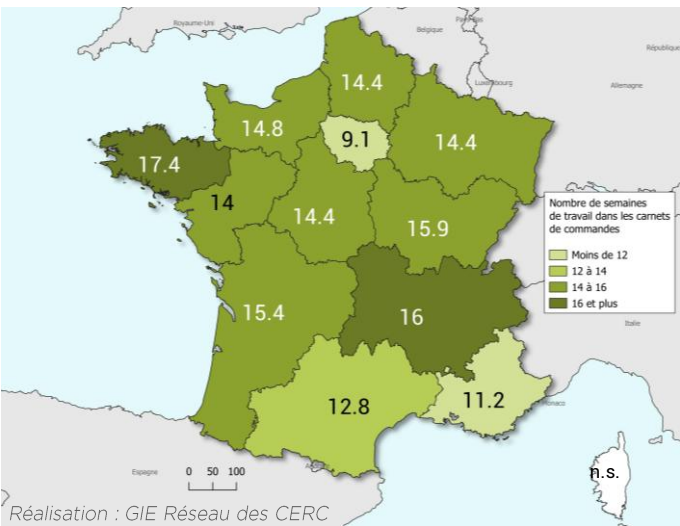 Royaume-Uni
Belgique
Pays-Bas
République
Luxembourg
Allemagne
14.4
14.8
9.1
14.4
17.4
14
14.4
15.9
Nombre de semaines
de travail dans les carnets
de commandes
Moins de 12
12 à 14
14 à 16
16 et plus
15.4
16
Italie
12.8
11.2
Monaco
Espagne
0 50 100
n.s.
Réalisation : GIE Réseau des CERC